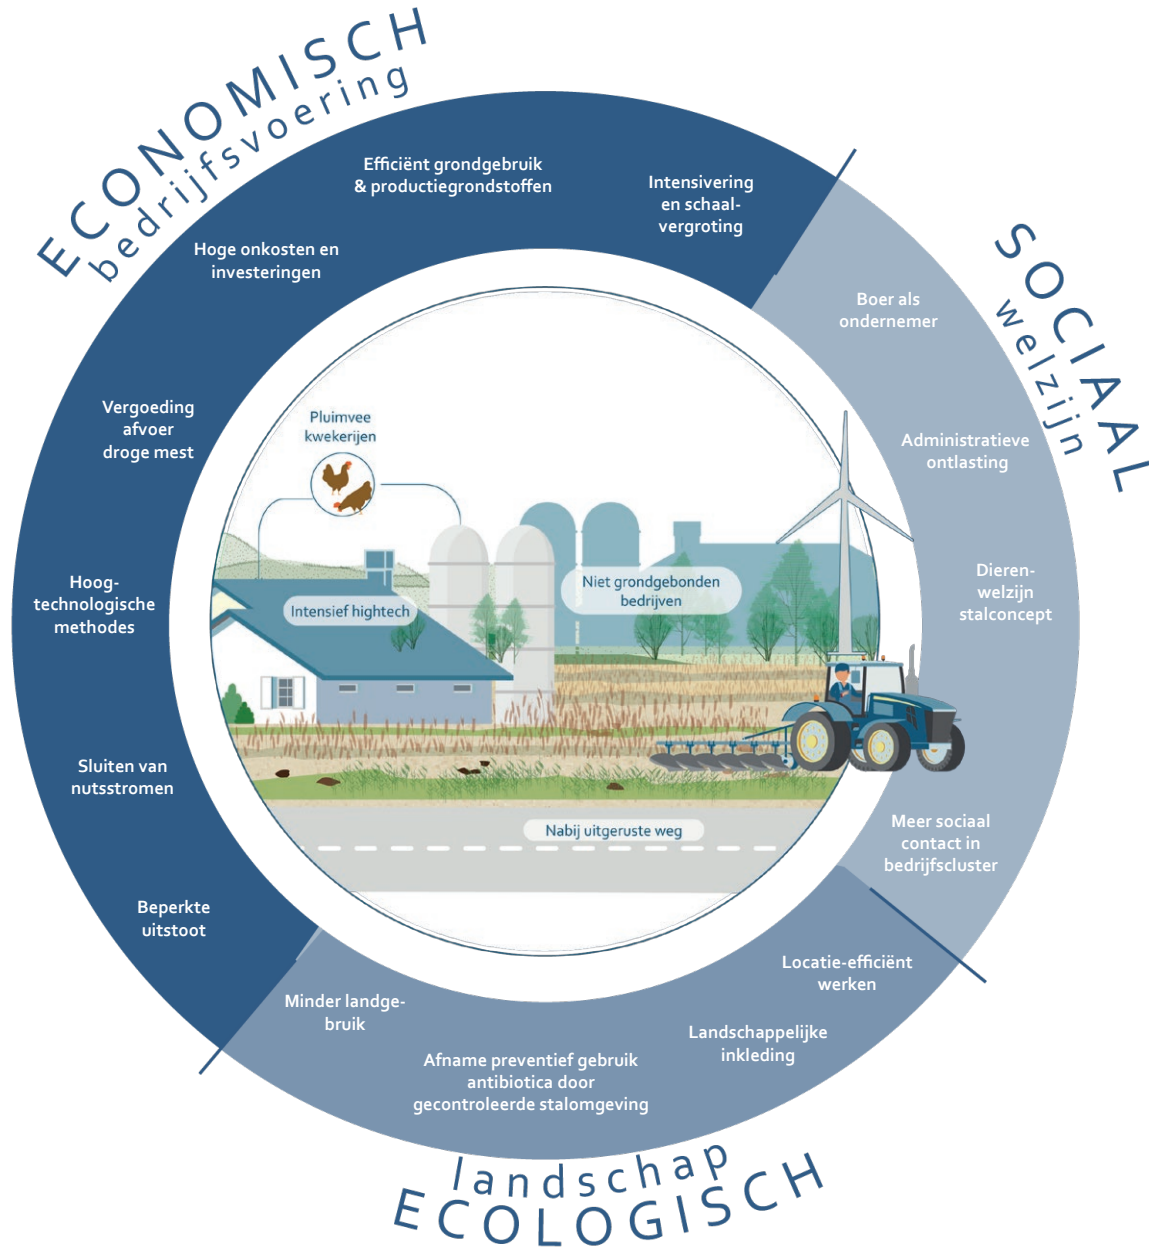 ECONOMISCH
bedrijfsvoering
Efficiënt grondgebruik
& productiegrondstoffen
Intensivering
en schaal-
vergroting
Hoge onkosten en
investeringen
Vergoeding
afvoer
droge mest
Hoog-
technologische
methodes
Sluiten van
nutsstromen
Beperkte
uitstoot
SOCIAAL
welzijn
Boer als
ondernemer
Administratieve
ontlasting
Dieren-
welzijn
stalconcept
Meer sociaal
contact in
bedrijfscluster
Locatie-efficiënt
werken
Landschappelijke
inkleding
Afname preventief gebruik
antibiotica door
gecontroleerde stalomgeving
Minder landge-
bruik
landschap
ECOLOGISCH
Pluimvee
kwekerijen
Intensief hightech
Niet grondgebonden
bedrijven
Nabij uitgeruste weg